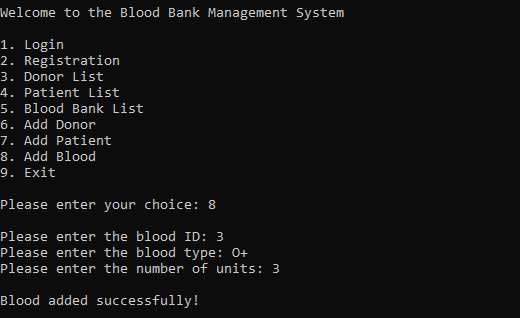 Welcome to the Blood Bank Management System
1. Login
2. Registration
3. Donor List
4. Patient List
5. Blood Bank List
6. Add Donor
7. Add Patient
8. Add Blood
9. Exit
Please enter your choice: 8
Please enter the blood ID: 3
Please enter the blood type: O+
Please enter the number of units: 3
Blood added successfully!